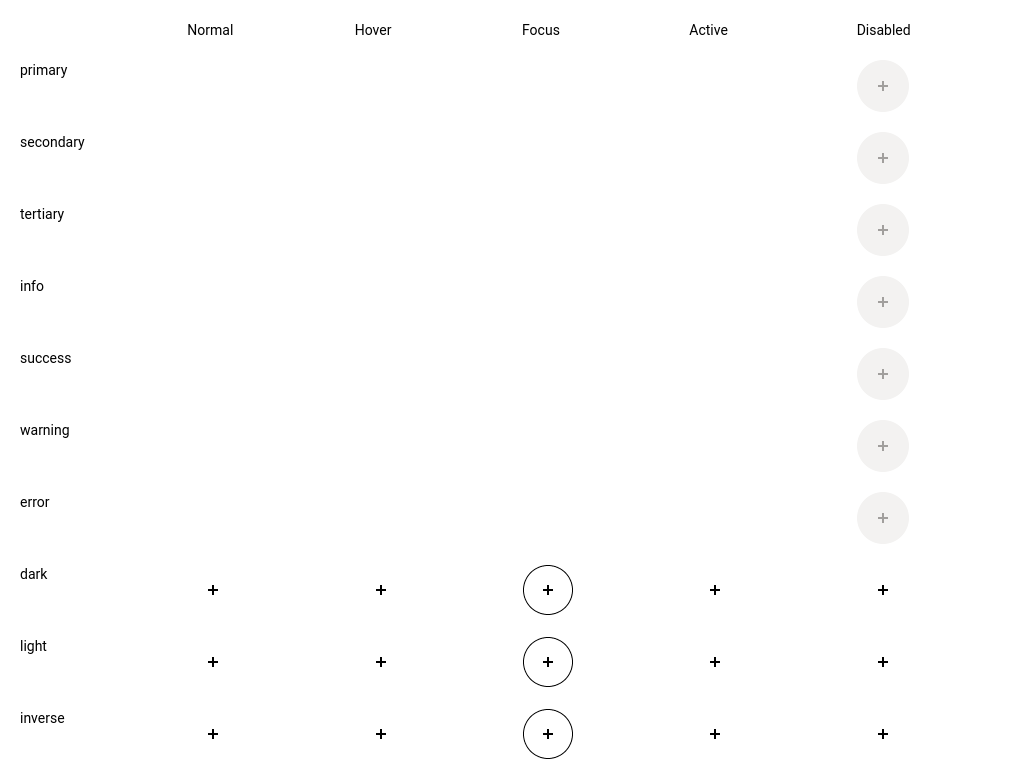 Normal Hover Focus Active Disabled
primary
secondary
tertiary
info
success
warning
error
dark
light
inverse